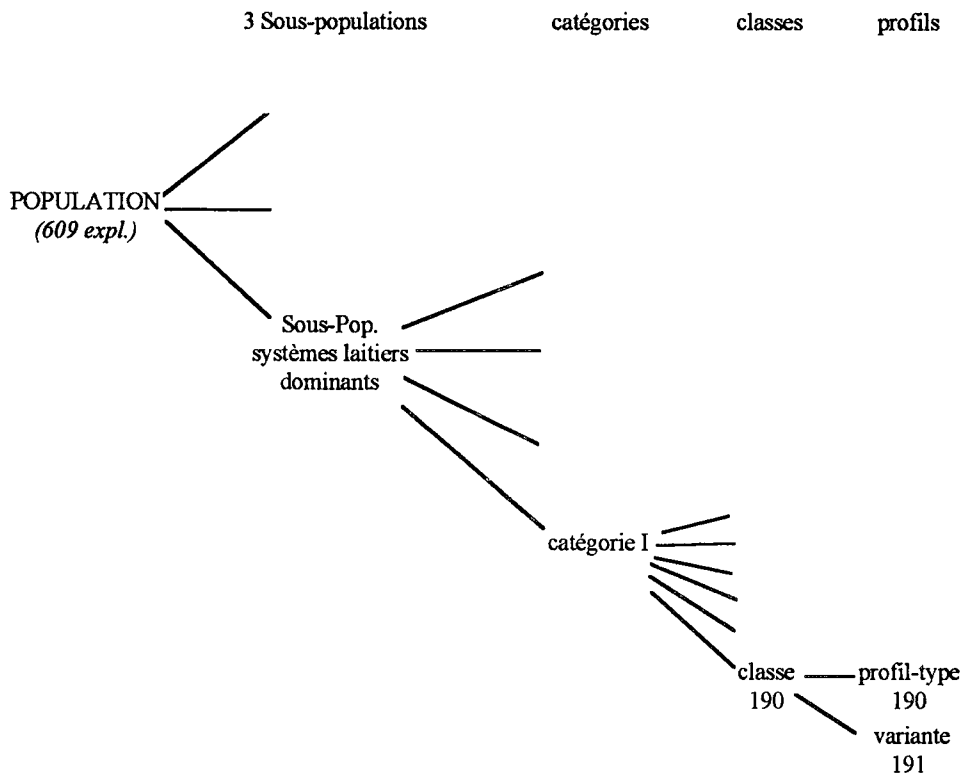 3 Sous-populations catégories classes profils
POPULATION
(609 expl.)
Sous-Pop.
systèmes laitiers
dominants
catégorie I
classe profil-type
190 190
variante
191